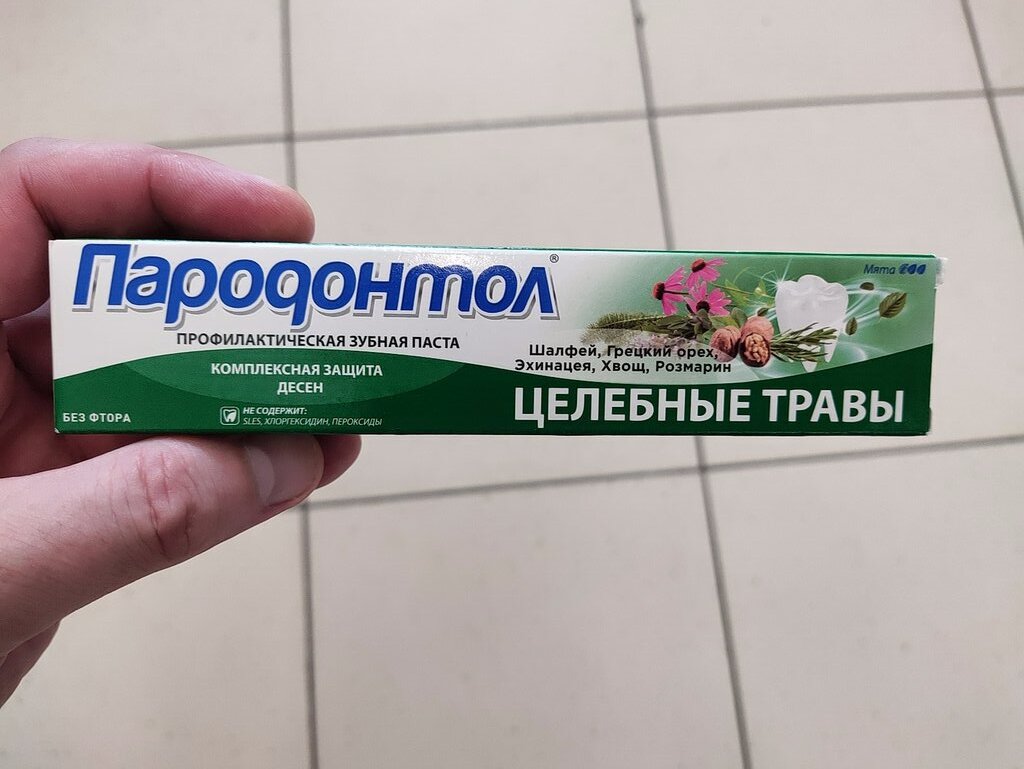 Пародонтол®
ПРОФИЛАКТИЧЕСКАЯ ЗУБНАЯ ПАСТА
КОМПЛЕКСНАЯ ЗАЩИТА
ДЕСЕН
БЕЗ ФТОРА
НЕ СОДЕРЖИТ:
SLES, ХЛОРГЕКСИДИН, ПЕРОКСИДЫ
Мята
Шалфей, Грецкий орех,
Эхинацея, Хвощ, Розмарин
ЦЕЛЕБНЫЕ ТРАВЫ